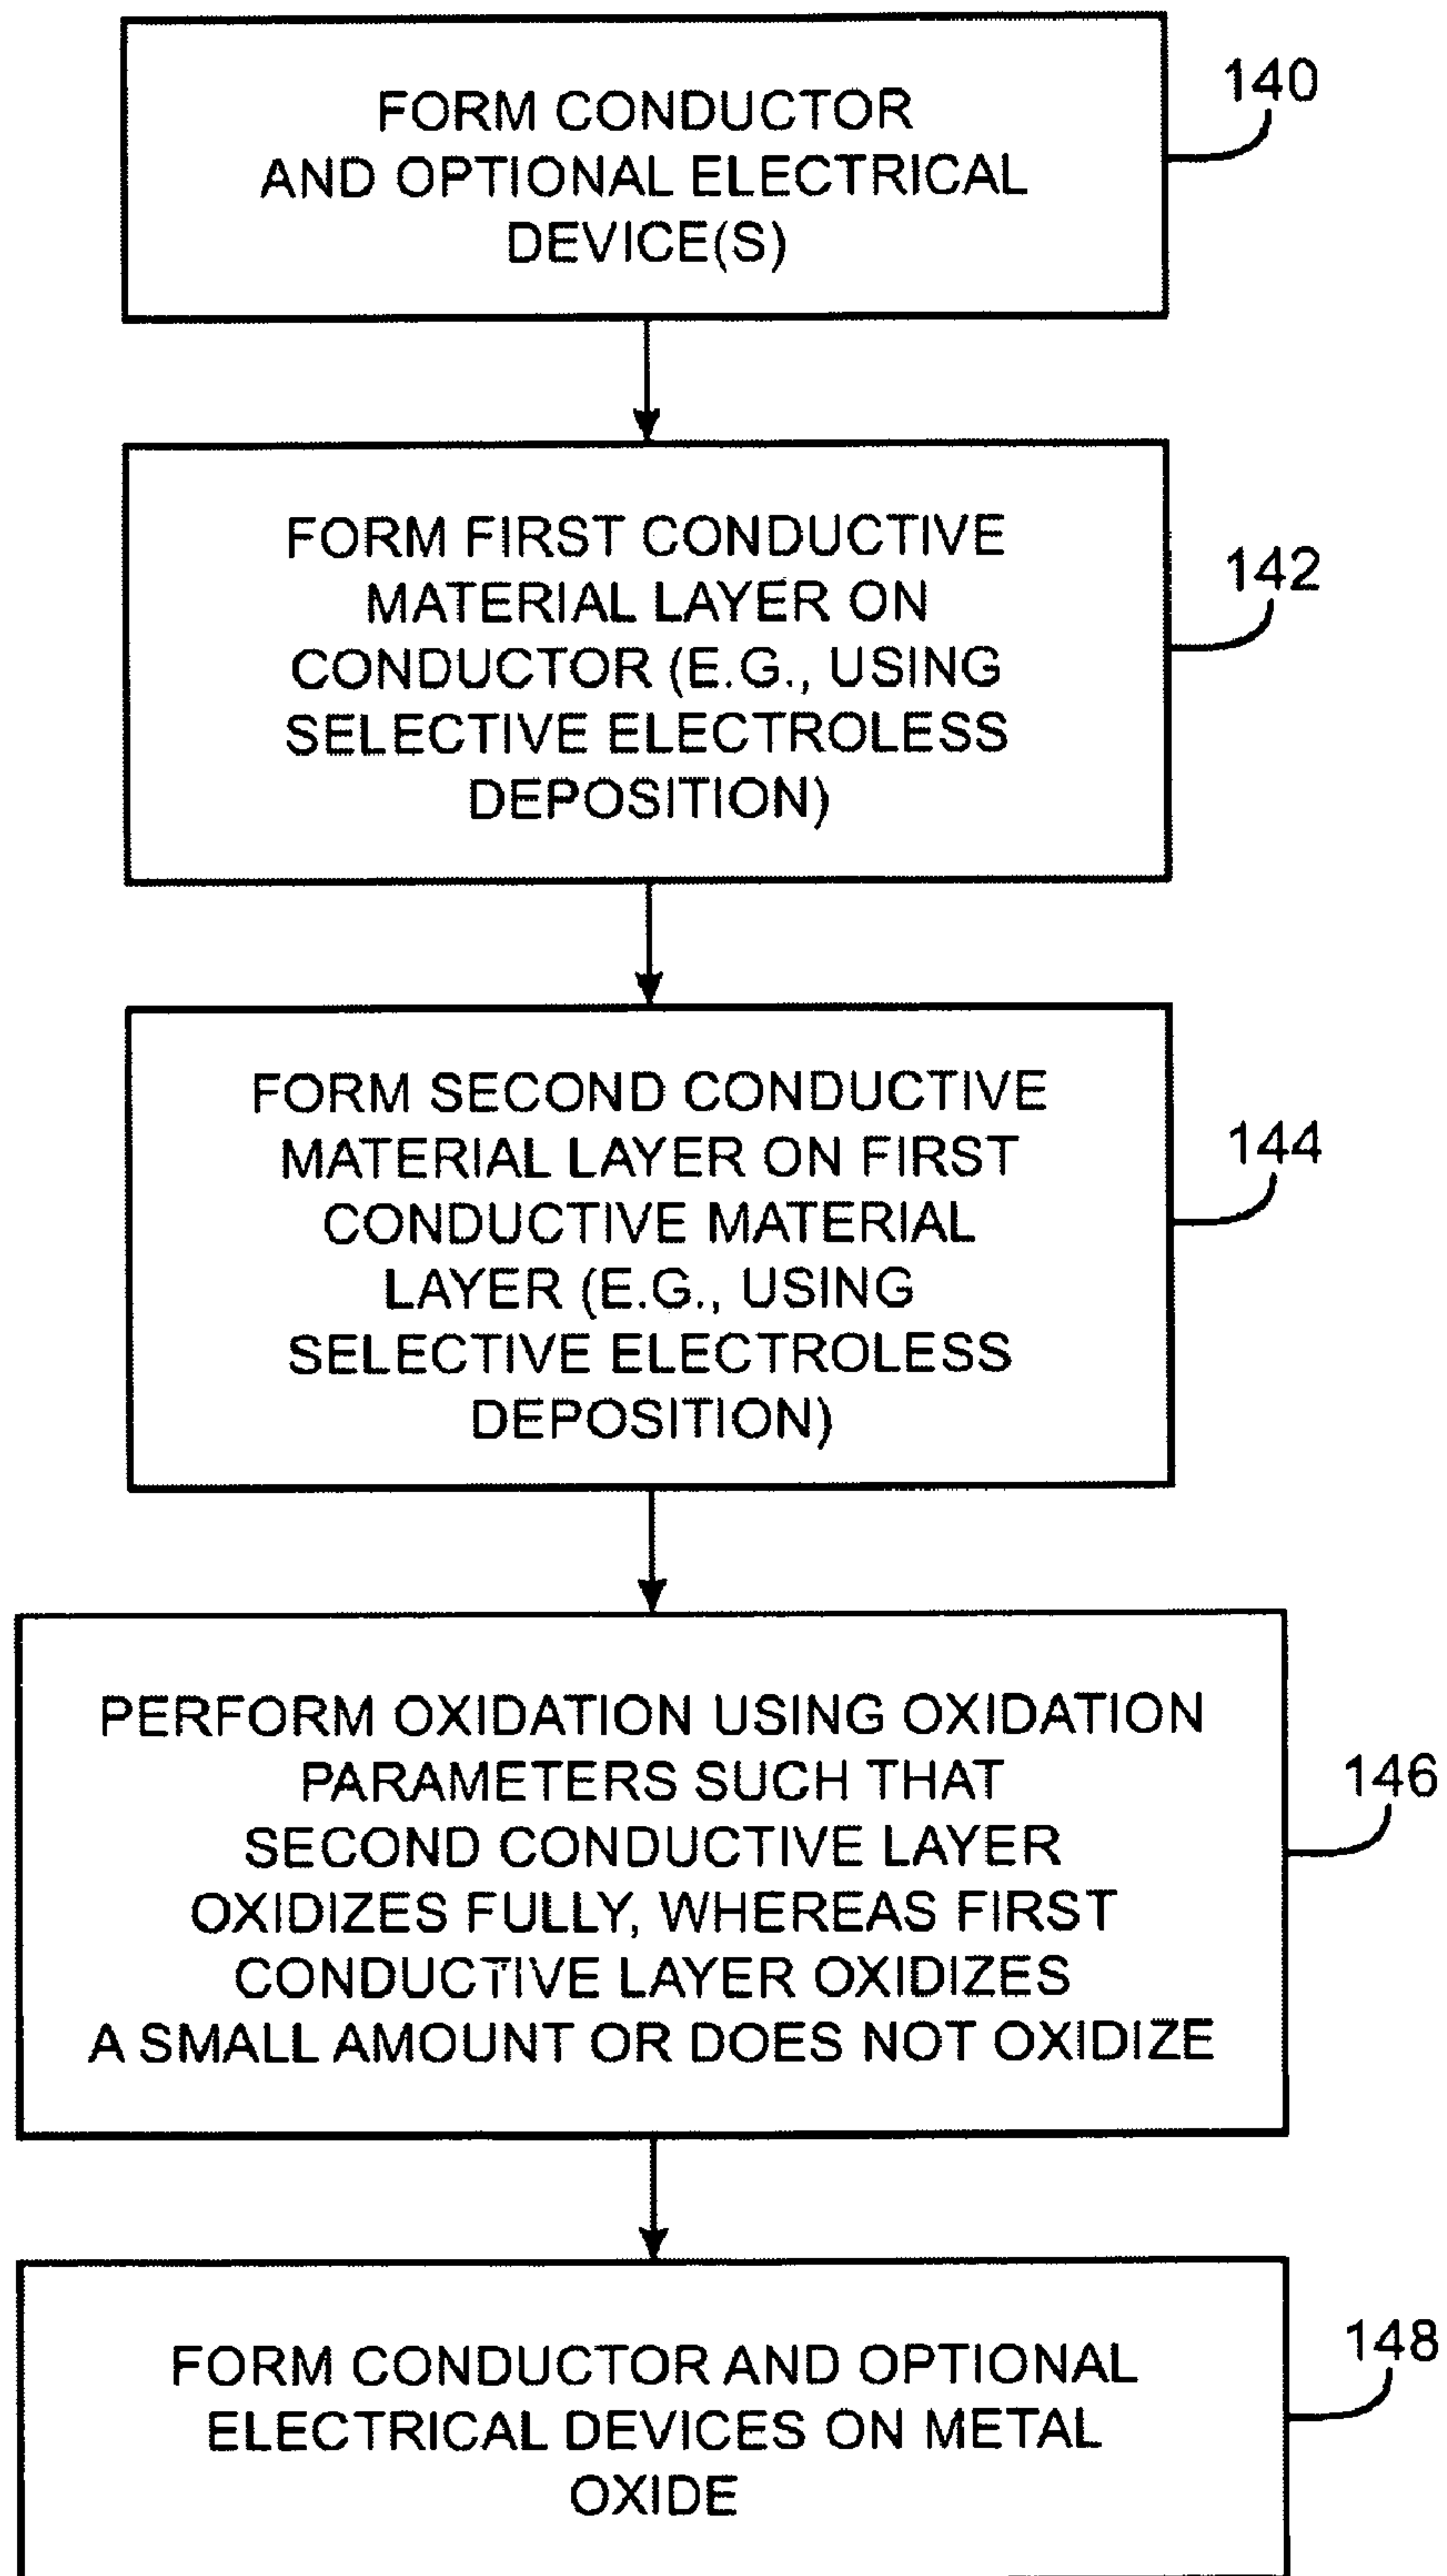 FORM CONDUCTOR
AND OPTIONAL ELECTRICAL
DEVICE(S)
140
FORM FIRST CONDUCTIVE
MATERIAL LAYER ON
CONDUCTOR (E.G., USING
SELECTIVE ELECTROLESS
DEPOSITION)
142
FORM SECOND CONDUCTIVE
MATERIAL LAYER ON FIRST
CONDUCTIVE MATERIAL
LAYER (E.G., USING
SELECTIVE ELECTROLESS
DEPOSITION)
144
PERFORM OXIDATION USING OXIDATION
PARAMETERS SUCH THAT
SECOND CONDUCTIVE LAYER
OXIDIZES FULLY, WHEREAS FIRST
CONDUCTIVE LAYER OXIDIZES
A SMALL AMOUNT OR DOES NOT OXIDIZE
146
FORM CONDUCTOR AND OPTIONAL
ELECTRICAL DEVICES ON METAL
OXIDE
148